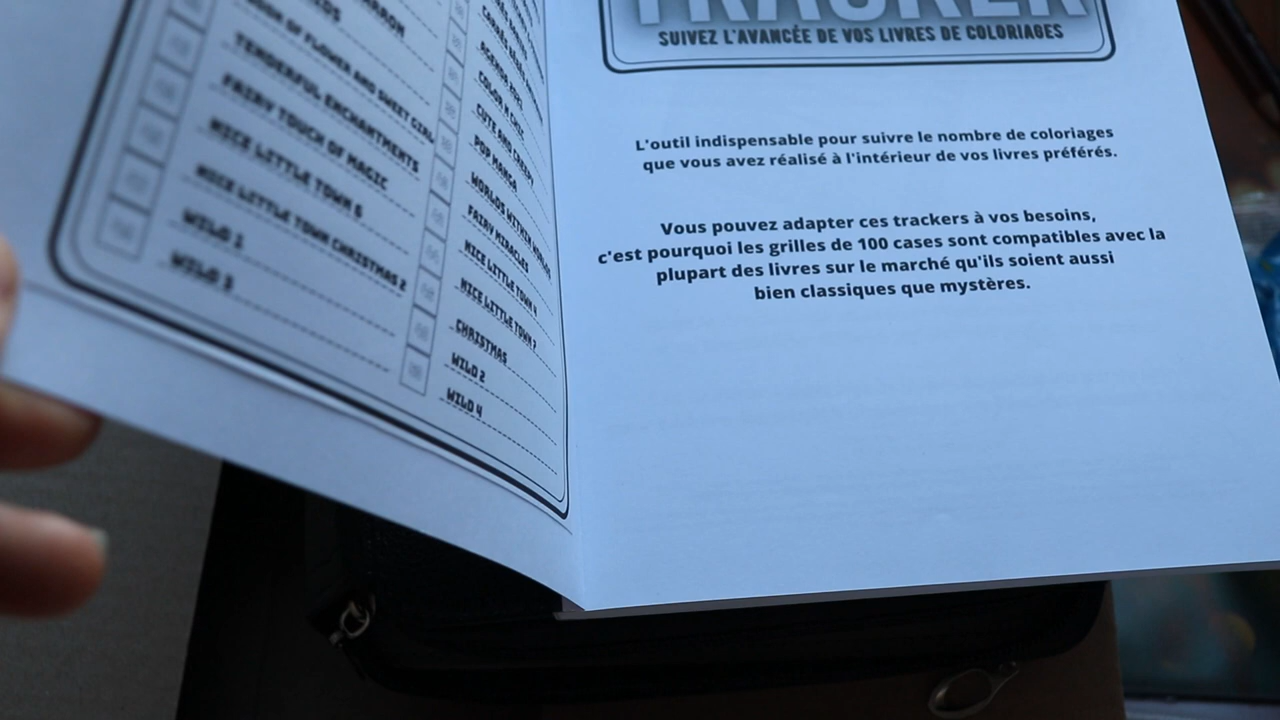 TENDERFUL ENCHANTMENTS
FAIRY TOUCH OF MAGIC
NICE LITTLE TOWN 6
NICE LITTLE TOWN CHRISTMAS 2
WILD 1
WILD 3
COLOR N CHIC
CUTE AND CREEPY
POP MANGA
WORLDS WITHIN WORLDS
FAIRY MIRACLES
NICE LITTLE TOWN 4
NICE LITTLE TOWN 7
CHRISTMAS
WILD 2
WILD 4
TRACKER
SUIVEZ L'AVANCÉE DE VOS LIVRES DE COLORIAGES
L'outil indispensable pour suivre le nombre de coloriages
que vous avez réalisé à l'intérieur de vos livres préférés.
Vous pouvez adapter ces trackers à vos besoins,
c'est pourquoi les grilles de 100 cases sont compatibles avec la
plupart des livres sur le marché qu'ils soient aussi
bien classiques que mystères.